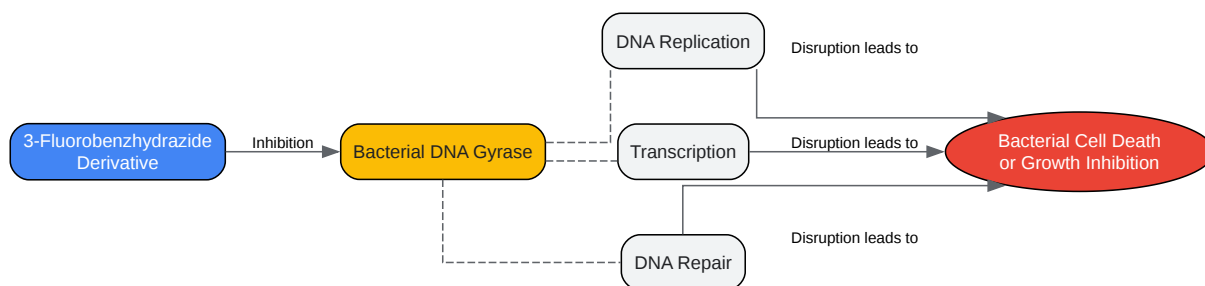 DNA Replication
Disruption leads to
3-Fluorobenzhydrazide
Derivative
Inhibition
Bacterial DNA Gyrase
Transcription
Disruption leads to
Bacterial Cell Death
or Growth Inhibition
DNA Repair
Disruption leads to